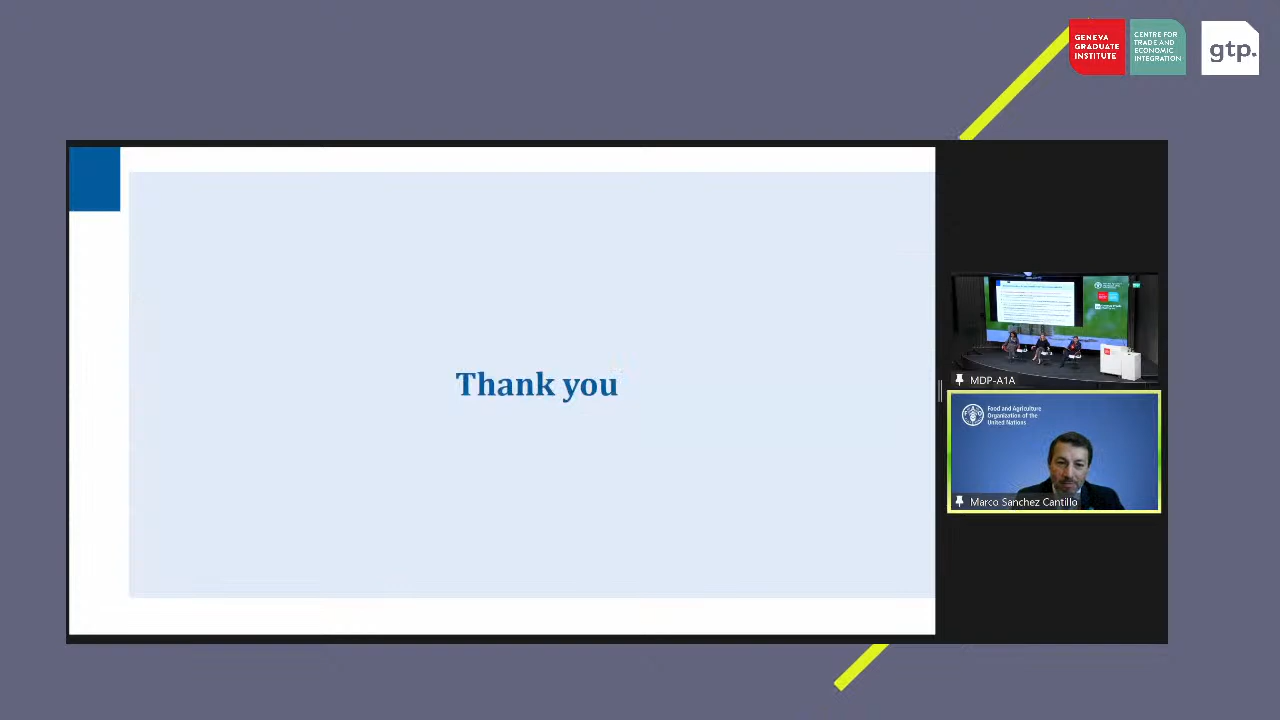 GENEVA
GRADUATE
INSTITUTE
CENTRE FOR
TRADE AND
ECONOMIC
INTEGRATION
gtp.
Thank you
MDP-A1A
Food and Agriculture
Organization of the
United Nations
Marco Sanchez Cantillo